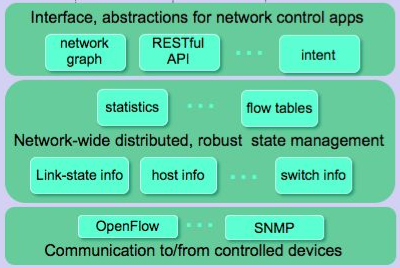 Interface, abstractions for network control apps
network graph
RESTful API
• • •
intent
statistics
• • •
flow tables
Network-wide distributed, robust state management
Link-state info
host info
• • •
switch info
OpenFlow
• • •
SNMP
Communication to/from controlled devices